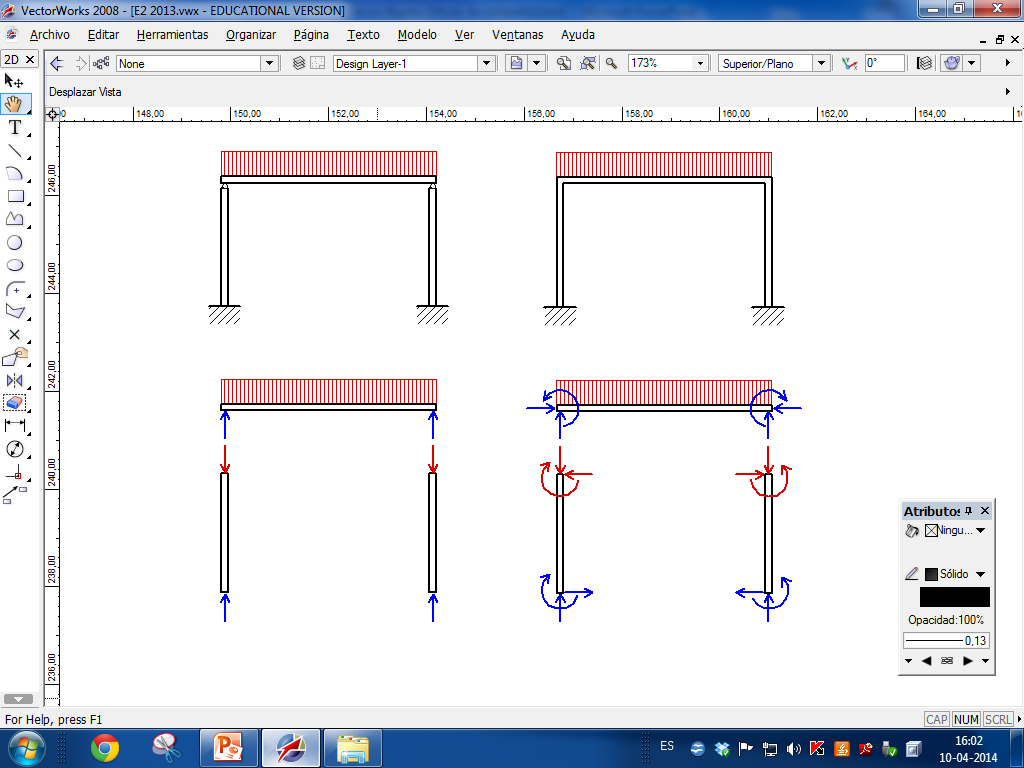 VectorWorks 2008 - [E2 2013.vwx - EDUCATIONAL VERSION]
Archivo Editar Herramientas Organizar Página Texto Modelo Ver Ventanas Ayuda
2D
None Design Layer-1 173% Superior/Plano 0°
Desplazar Vista
0 148,00 150,00 152,00 154,00 156,00 158,00 160,00 162,00 164,00
246,00
244,00
242,00
240,00
238,00
236,00
T
Atributos
Ningu...
Sólido
Opacidad:100%
0.13
For Help, press F1
CAP NUM SCRL
ES
16:02
10-04-2014